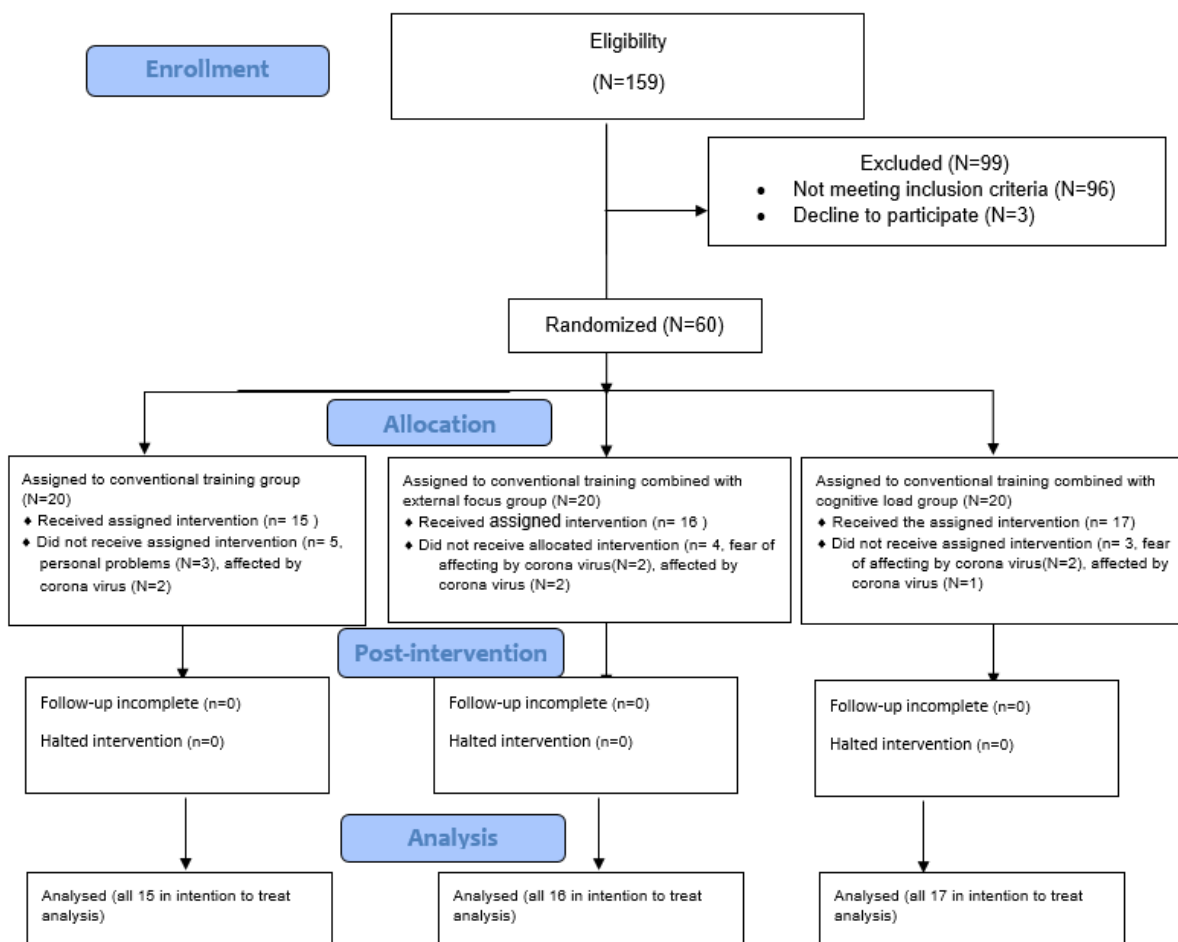 Enrollment
Eligibility
(N=159)
Excluded (N=99)
• Not meeting inclusion criteria (N=96)
• Decline to participate (N=3)
Randomized (N=60)
Allocation
Assigned to conventional training group
(N=20)
♦ Received assigned intervention (n= 15 )
♦ Did not receive assigned intervention (n= 5,
personal problems (N=3), affected by
corona virus (N=2)
Assigned to conventional training combined with
external focus group (N=20)
♦ Received assigned intervention (n= 16 )
♦ Did not receive allocated intervention (n= 4, fear of
affecting by corona virus(N=2), affected by
corona virus (N=2)
Assigned to conventional training combined with
cognitive load group (N=20)
♦ Received the assigned intervention (n= 17)
♦ Did not receive assigned intervention (n= 3, fear
of affecting by corona virus(N=2), affected by
corona virus (N=1)
Post-intervention
Follow-up incomplete (n=0)
Halted intervention (n=0)
Follow-up incomplete (n=0)
Halted intervention (n=0)
Follow-up incomplete (n=0)
Halted intervention (n=0)
Analysis
Analysed (all 15 in intention to treat
analysis)
Analysed (all 16 in intention to treat
analysis)
Analysed (all 17 in intention to treat
analysis)